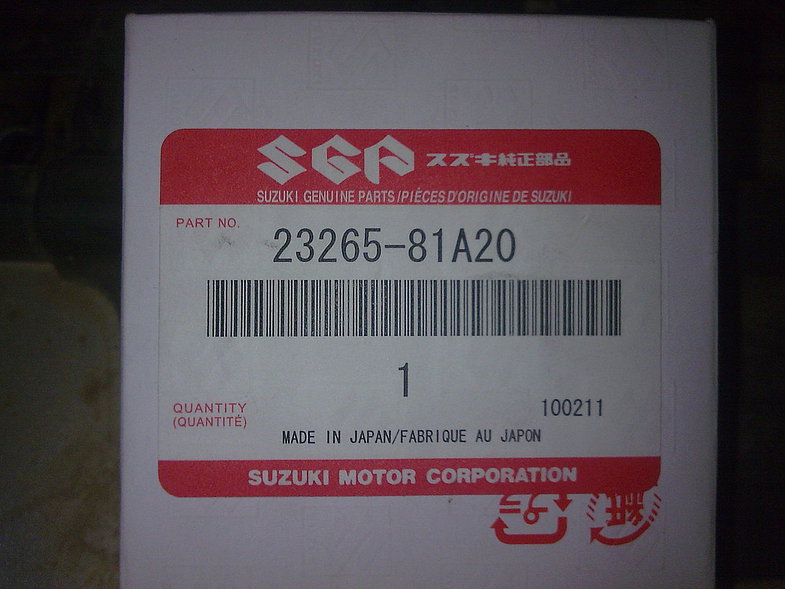 SGP スズキ純正部品
SUZUKI GENUINE PARTS/PIÈCES D'ORIGINE DE SUZUKI
PART NO.
23265-81A20
1
QUANTITY
(QUANTITÉ)
100211
MADE IN JAPAN/FABRIQUE AU JAPON
SUZUKI MOTOR CORPORATION